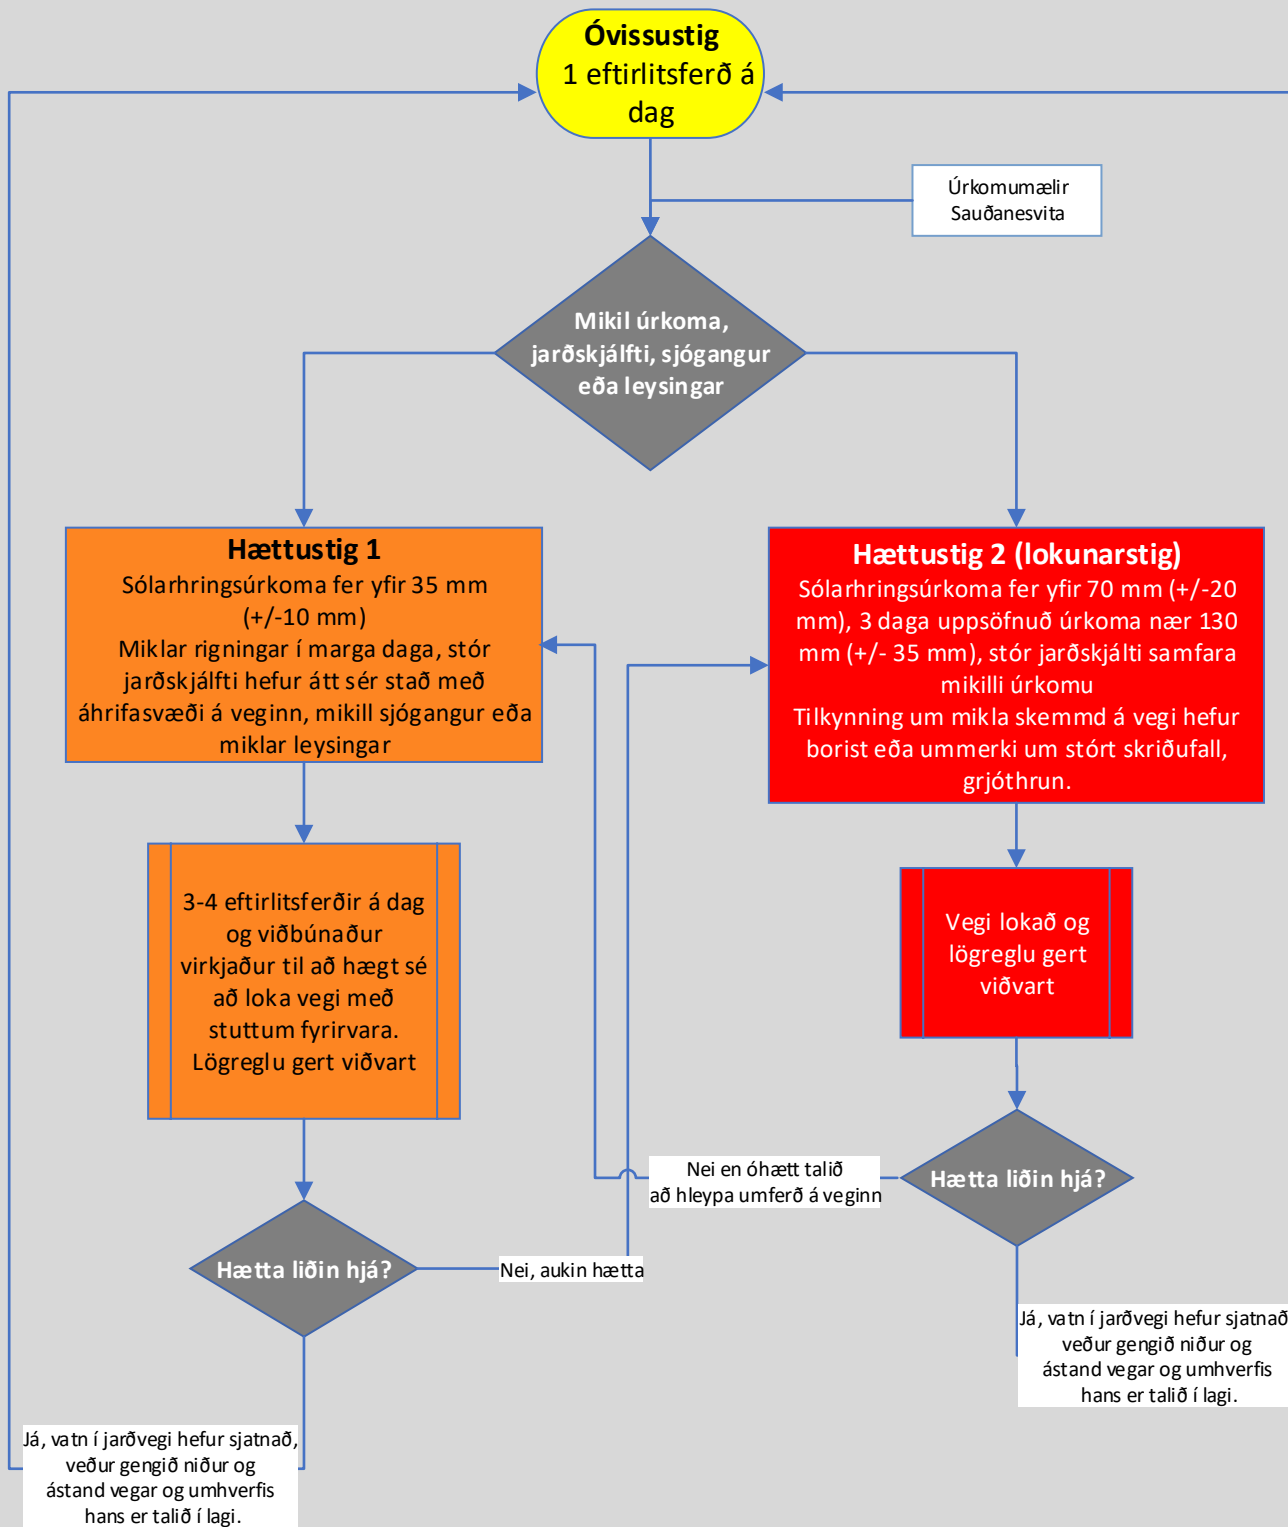 Óvissustig
1 eftirlitsferð á
dag
Úrkomumælir
Sauðanesvita
Mikil úrkoma,
jarðskjálfti, sjógangur
eða leysingar
Hættustig 1
Sólarhringsúrkoma fer yfir 35 mm
(+/-10 mm)
Miklar rigningar í marga daga, stór
jarðskjálfti hefur átt sér stað með
áhrifasvæði á veginn, mikill sjógangur eða
miklar leysingar
Hættustig 2 (lokunarstig)
Sólarhringsúrkoma fer yfir 70 mm (+/-20
mm), 3 daga uppsöfnuð úrkoma nær 130
mm (+/- 35 mm), stór jarðskjálti samfara
mikilli úrkomu
Tilkynning um mikla skemmd á vegi hefur
borist eða ummerki um stórt skriðufall,
grjóthrun.
3-4 eftirlitsferðir á dag
og viðbúnaður
virkjaður til að hægt sé
að loka vegi með
stuttum fyrirvara.
Lögreglu gert viðvart
Vegi lokað og
lögreglu gert
viðvart
Nei en óhætt talið
að hleypa umferð á veginn
Hætta liðin hjá?
Hætta liðin hjá?
Nei, aukin hætta
Já, vatn í jarðvegi hefur sjatnað
veður gengið niður og
ástand vegar og umhverfis
hans er talið í lagi.
Já, vatn í jarðvegi hefur sjatnað,
veður gengið niður og
ástand vegar og umhverfis
hans er talið í lagi.